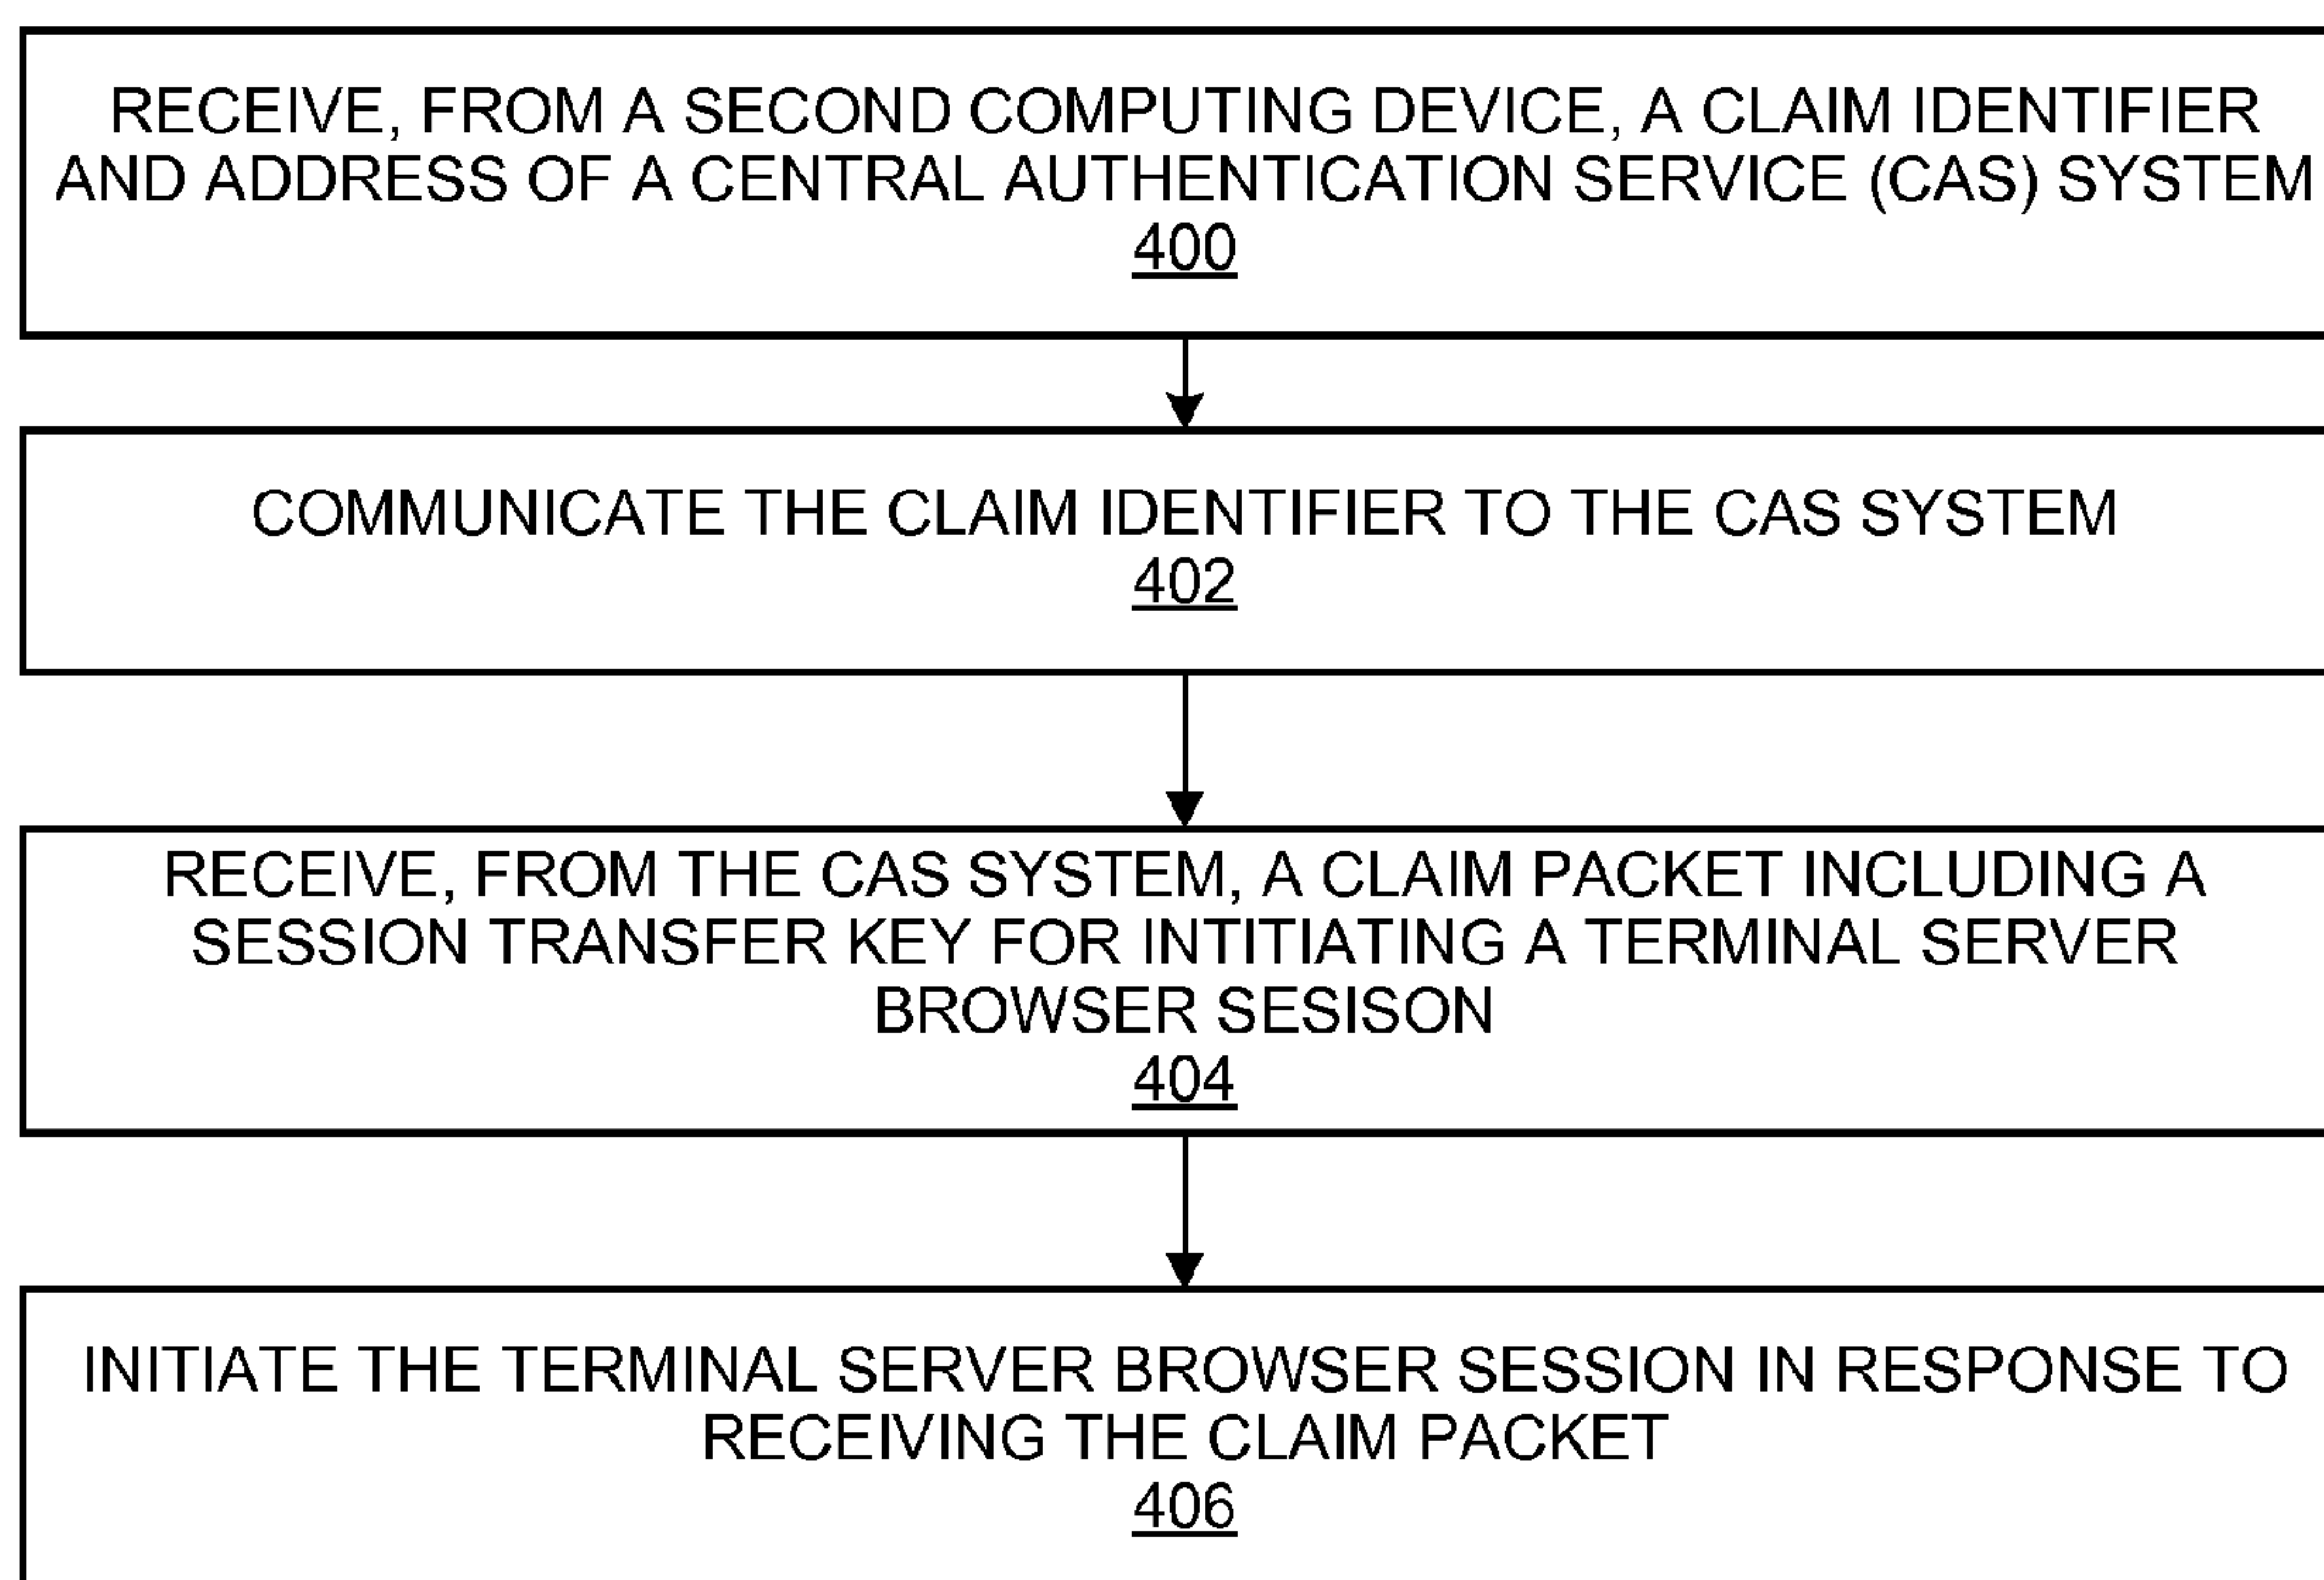 RECEIVE, FROM A SECOND COMPUTING DEVICE, A CLAIM IDENTIFIER
AND ADDRESS OF A CENTRAL AUTHENTICATION SERVICE (CAS) SYSTEM
400
COMMUNICATE THE CLAIM IDENTIFIER TO THE CAS SYSTEM
402
RECEIVE, FROM THE CAS SYSTEM, A CLAIM PACKET INCLUDING A
SESSION TRANSFER KEY FOR INTITIATING A TERMINAL SERVER
BROWSER SESISON
404
INITIATE THE TERMINAL SERVER BROWSER SESSION IN RESPONSE TO
RECEIVING THE CLAIM PACKET
406